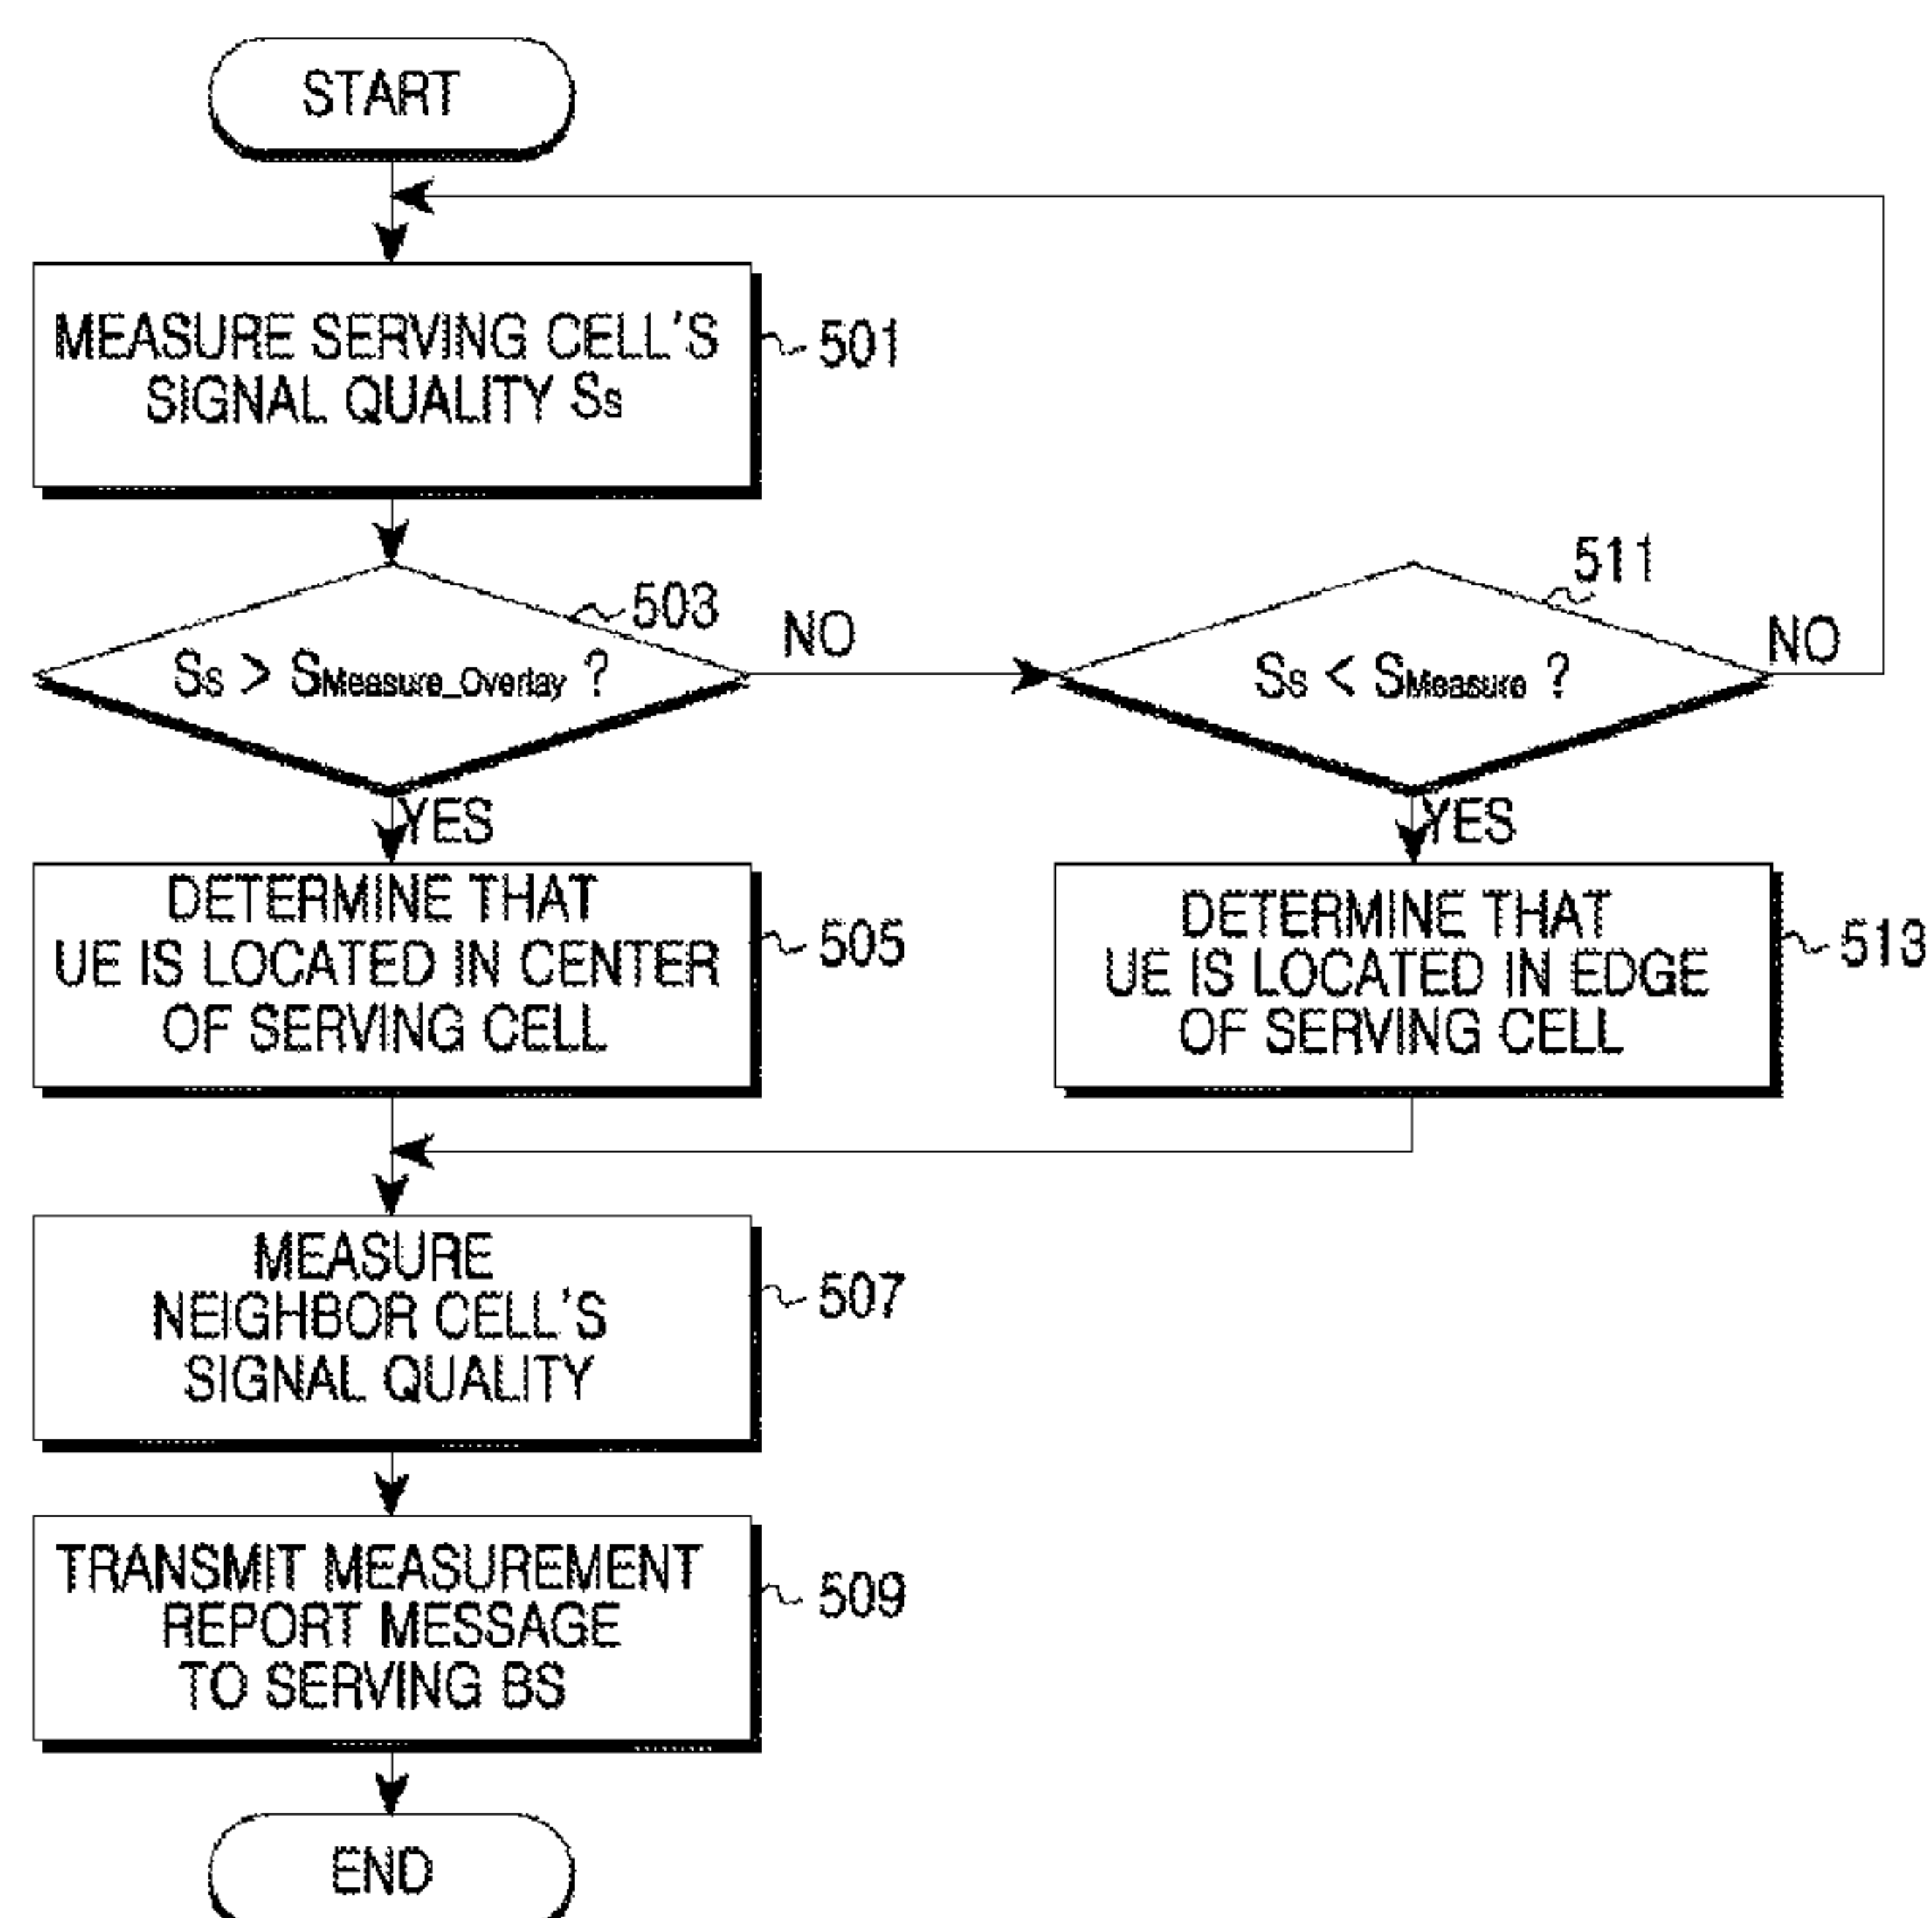 START
MEASURE SERVING CELL'S
SIGNAL QUALITY Ss
501
503
Ss > SMeasure_Overlay ?
NO
511
Ss < SMeasure ?
NO
YES
YES
DETERMINE THAT
UE IS LOCATED IN CENTER
OF SERVING CELL
505
DETERMINE THAT
UE IS LOCATED IN EDGE
OF SERVING CELL
513
MEASURE
NEIGHBOR CELL'S
SIGNAL QUALITY
507
TRANSMIT MEASUREMENT
REPORT MESSAGE
TO SERVING BS
509
END